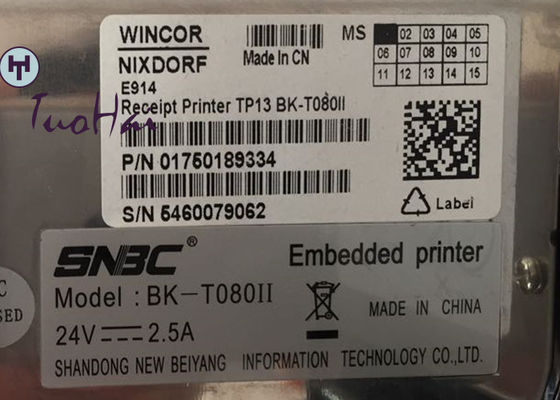 WINCOR
NIXDORF
E914
Made In CN
MS 02 03 04 05
06 07 08 09 10
11 12 13 14 15
Receipt Printer TP13 BK-T080II
P/N 01750189334
S/N 5460079062
Label
TuoHan
SNBC®
Embedded printer
Model : BK-T080II
24V 2.5A
MADE IN CHINA
SHANDONG NEW BEIYANG INFORMATION TECHNOLOGY CO.,LTD.
C
SED